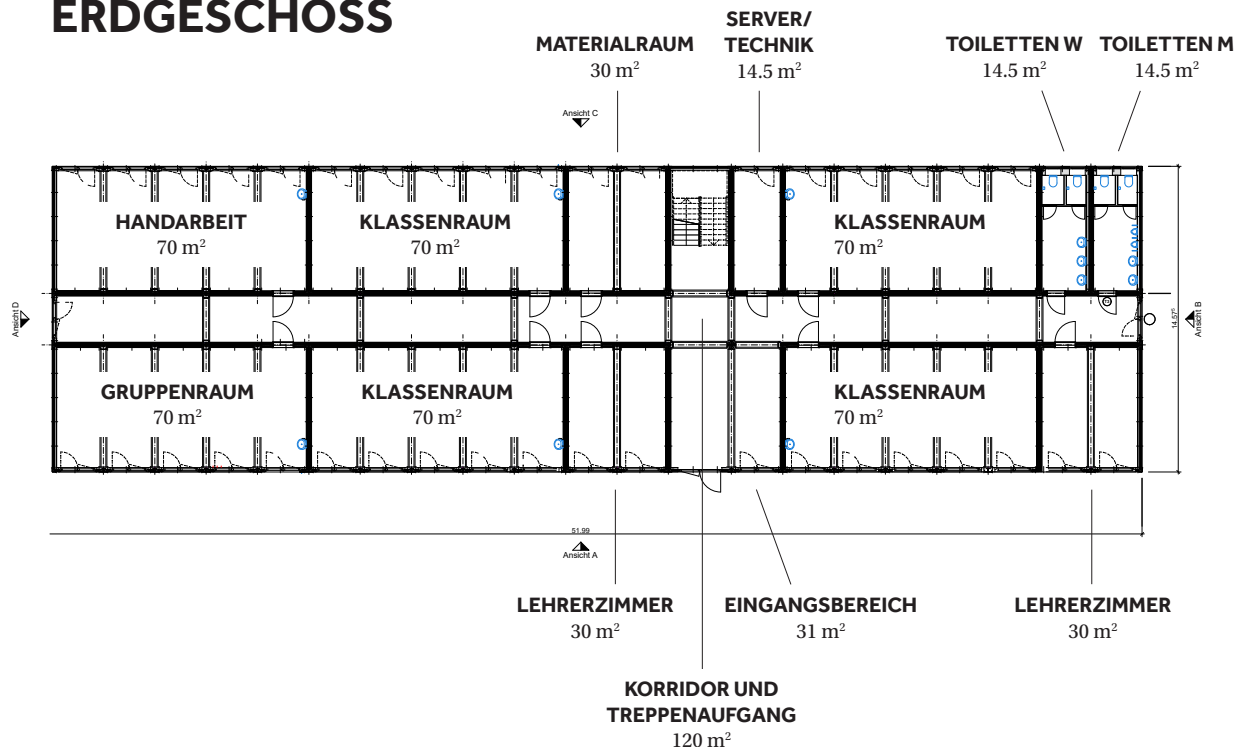 ERDGESCHOSS
SERVER/
TECHNIK
14.5 m²
MATERIALRAUM
30 m²
TOILETTEN W
14.5 m²
TOILETTEN M
14.5 m²
Ansicht C
HANDARBEIT
70 m²
KLASSENRAUM
70 m²
KLASSENRAUM
70 m²
Ansicht D
Ansicht B
14.57⁵
GRUPPENRAUM
70 m²
KLASSENRAUM
70 m²
KLASSENRAUM
70 m²
51.99
Ansicht A
LEHRERZIMMER
30 m²
EINGANGSBEREICH
31 m²
LEHRERZIMMER
30 m²
KORRIDOR UND
TREPPENAUFGANG
120 m²